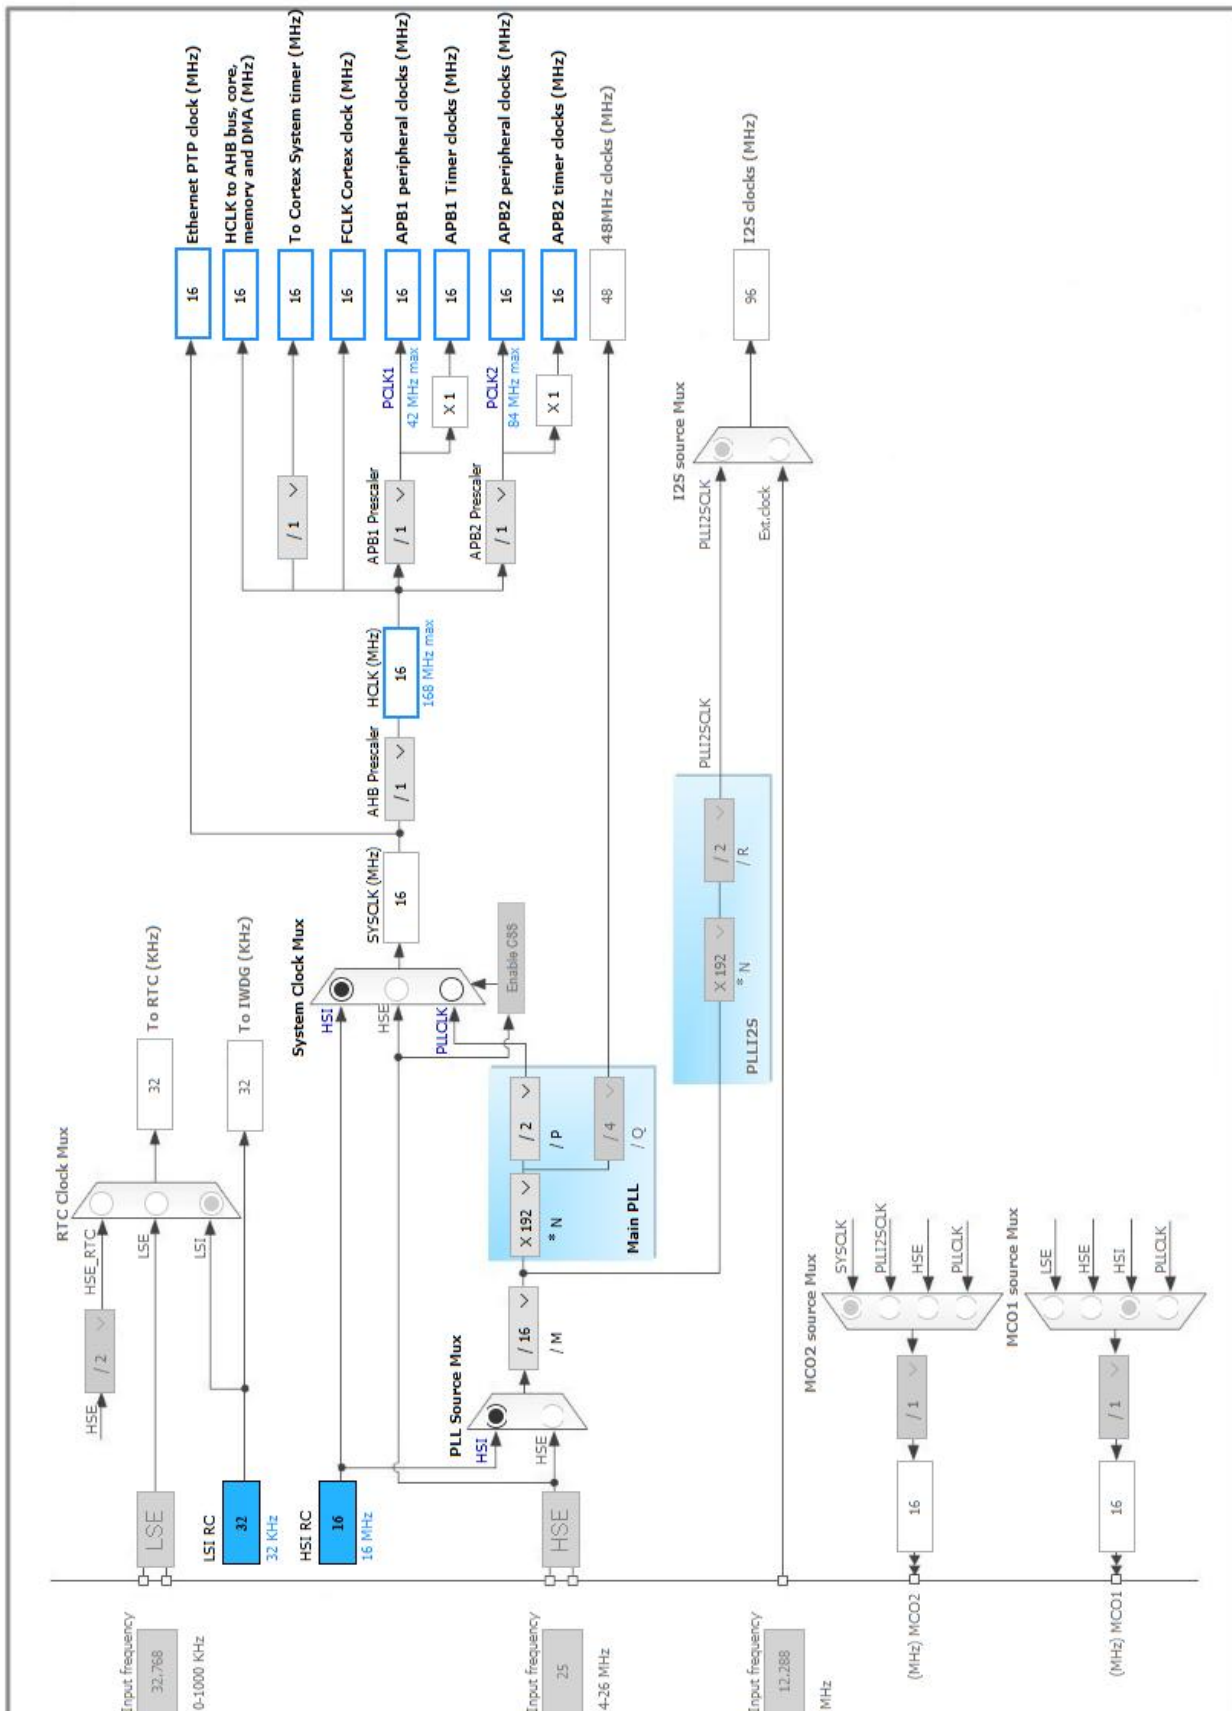 Input frequency
32.768
0-1000 KHz
LSE
HSE
/ 2
HSE_RTC
LSE
LSI
RTC Clock Mux
32
To RTC (KHz)
LSI RC
32
32 KHz
32
To IWDG (KHz)
HSI RC
16
16 MHz
Input frequency
25
4-26 MHz
HSE
PLL Source Mux
HSI
HSE
/ 16
/ M
Main PLL
X 192
* N
/ 2
/ P
/ 4
/ Q
System Clock Mux
HSI
HSE
PLLCLK
Enable CSS
SYSCLK (MHz)
16
AHB Prescaler
/ 1
HCLK (MHz)
16
168 MHz max
/ 1
APB1 Prescaler
/ 1
PCLK1
42 MHz max
X 1
APB2 Prescaler
/ 1
PCLK2
84 MHz max
X 1
16
Ethernet PTP clock (MHz)
16
HCLK to AHB bus, core,
memory and DMA (MHz)
16
To Cortex System timer (MHz)
16
FCLK Cortex clock (MHz)
16
APB1 peripheral clocks (MHz)
16
APB1 Timer clocks (MHz)
16
APB2 peripheral clocks (MHz)
16
APB2 timer clocks (MHz)
48
48MHz clocks (MHz)
PLLI2S
X 192
* N
/ 2
/ R
PLLI2SCLK
PLLI2SCLK
Ext.clock
I2S source Mux
96
I2S clocks (MHz)
Input frequency
12.288
MHz
MCO2 source Mux
SYSCLK
PLLI2SCLK
HSE
PLLCLK
/ 1
16
(MHz) MCO2
MCO1 source Mux
LSE
HSE
HSI
PLLCLK
/ 1
16
(MHz) MCO1